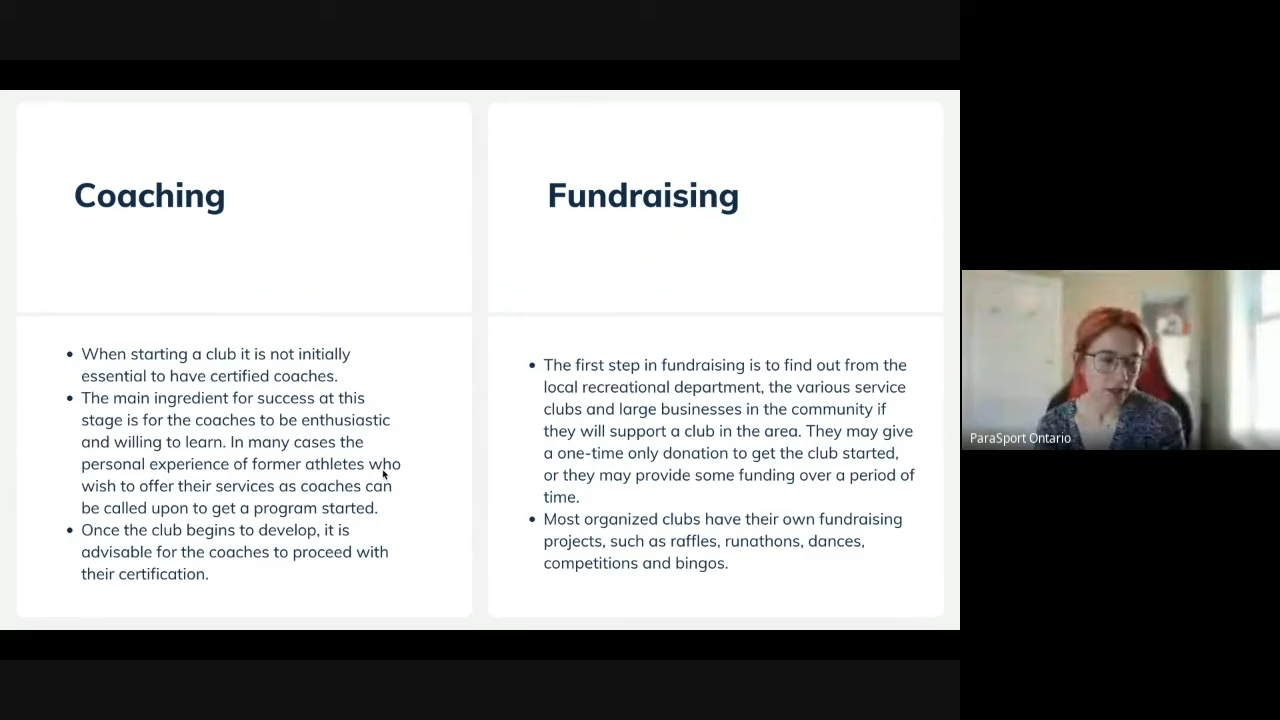 Coaching
• When starting a club it is not initially
essential to have certified coaches.
• The main ingredient for success at this
stage is for the coaches to be enthusiastic
and willing to learn. In many cases the
personal experience of former athletes who
wish to offer their services as coaches can
be called upon to get a program started.
• Once the club begins to develop, it is
advisable for the coaches to proceed with
their certification.
Fundraising
• The first step in fundraising is to find out from the
local recreational department, the various service
clubs and large businesses in the community if
they will support a club in the area. They may give
a one-time only donation to get the club started,
or they may provide some funding over a period of
time.
• Most organized clubs have their own fundraising
projects, such as raffles, runathons, dances,
competitions and bingos.
ParaSport Ontario